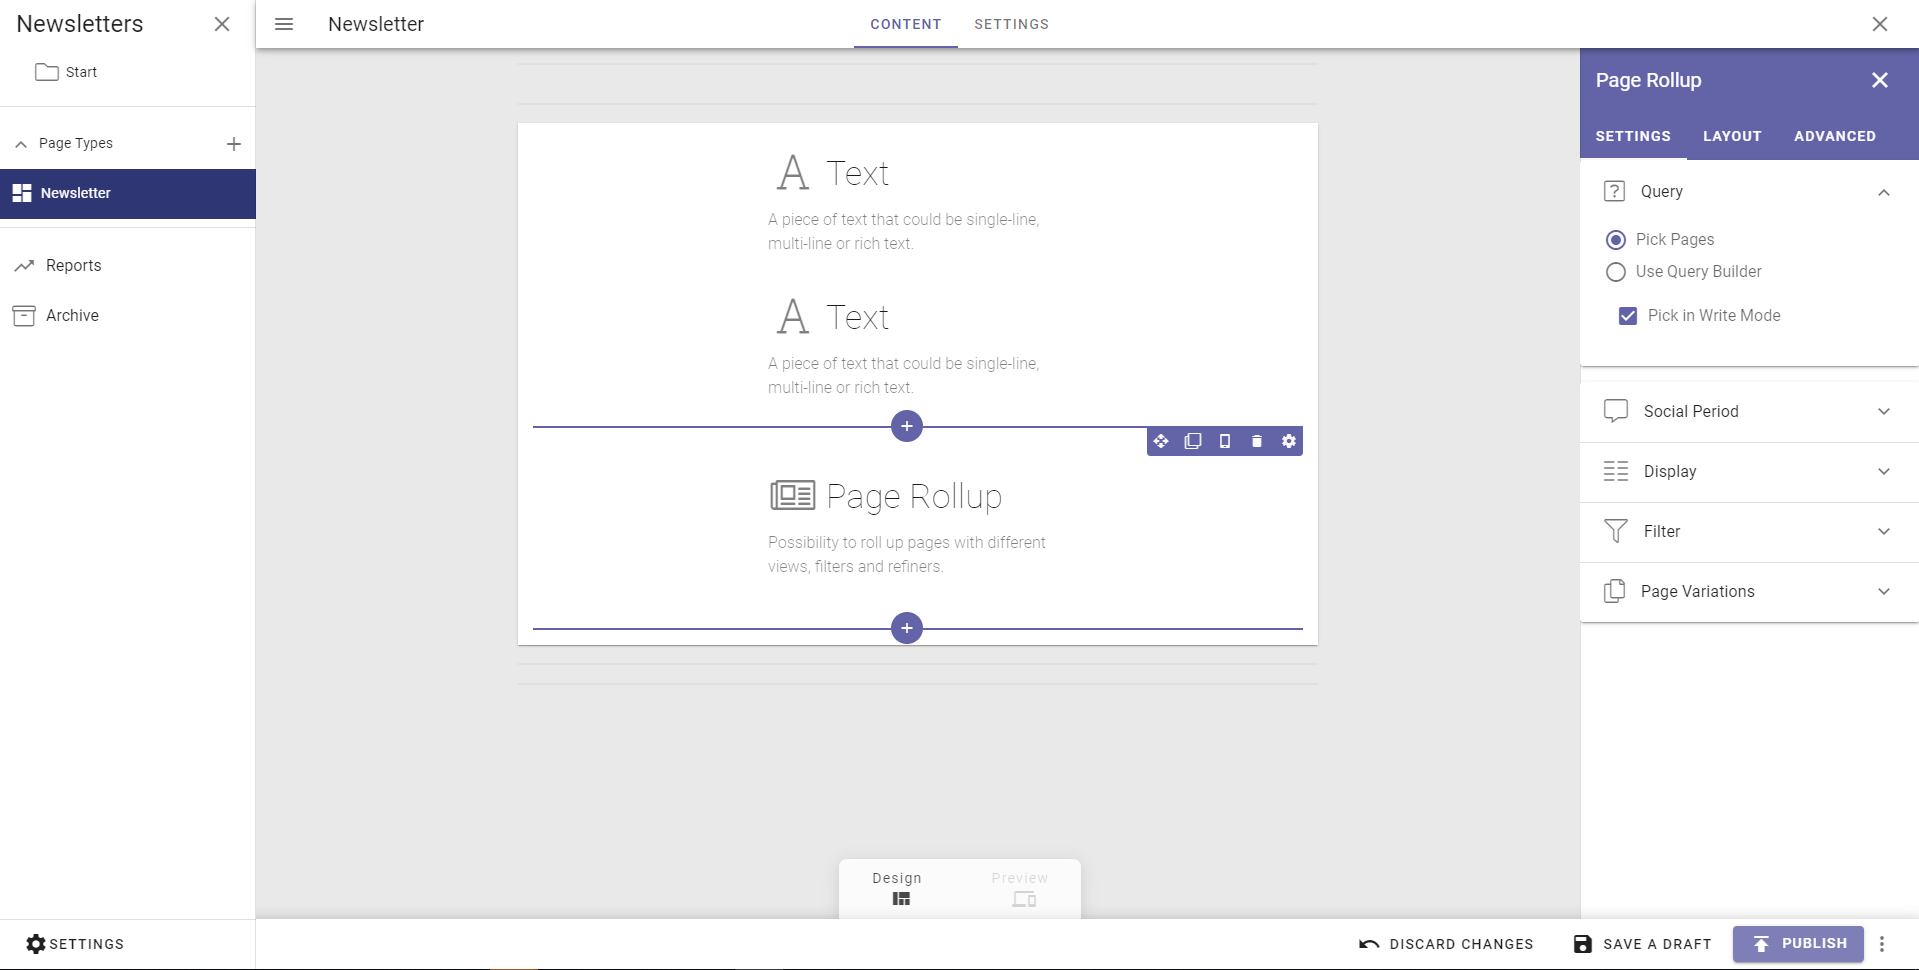 Newsletters
Start
Page Types
Newsletter
Reports
Archive
SETTINGS
Newsletter
CONTENT
SETTINGS
A Text
A piece of text that could be single-line,
multi-line or rich text.
A Text
A piece of text that could be single-line,
multi-line or rich text.
Page Rollup
Possibility to roll up pages with different
views, filters and refiners.
Design
Preview
Page Rollup
SETTINGS
LAYOUT
ADVANCED
Query
Pick Pages
Use Query Builder
Pick in Write Mode
Social Period
Display
Filter
Page Variations
DISCARD CHANGES
SAVE A DRAFT
PUBLISH